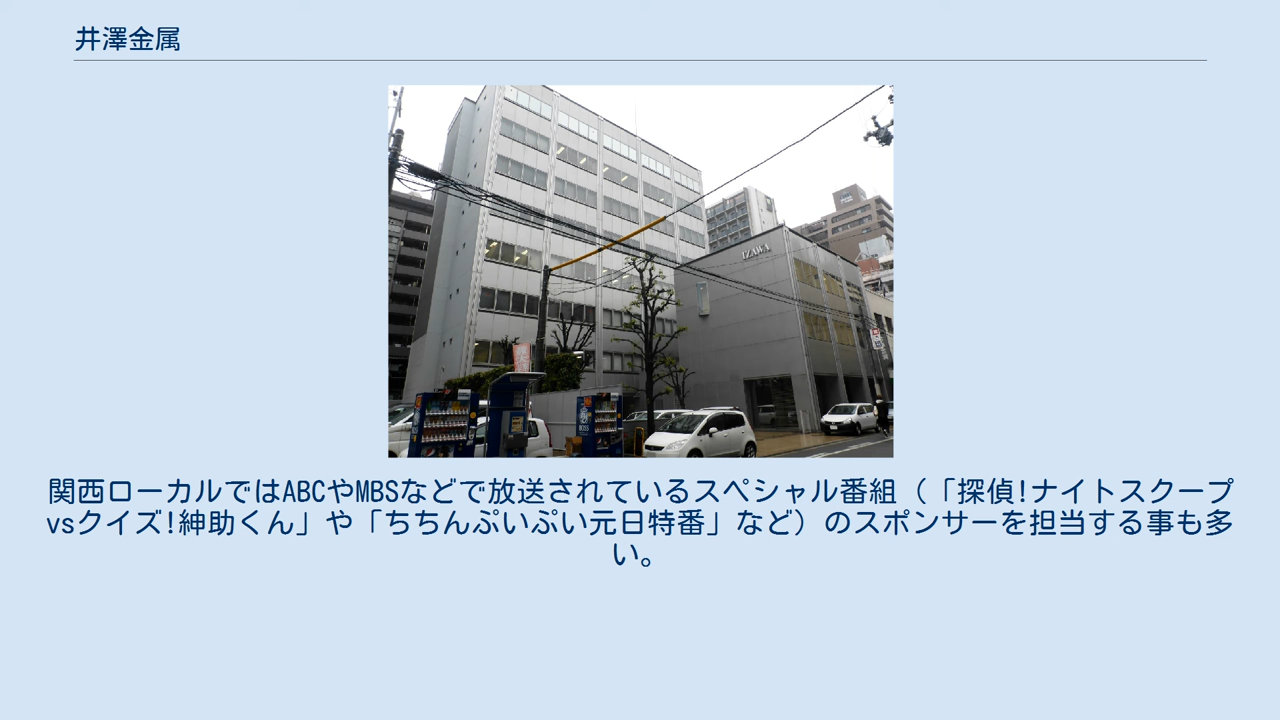 井澤金属
IZAWA
BOSS
関西ローカルではABCやMBSなどで放送されているスペシャル番組（「探偵!ナイトスクープ
vsクイズ!紳助くん」や「ちちんぷいぷい元日特番」など）のスポンサーを担当する事も多
い。